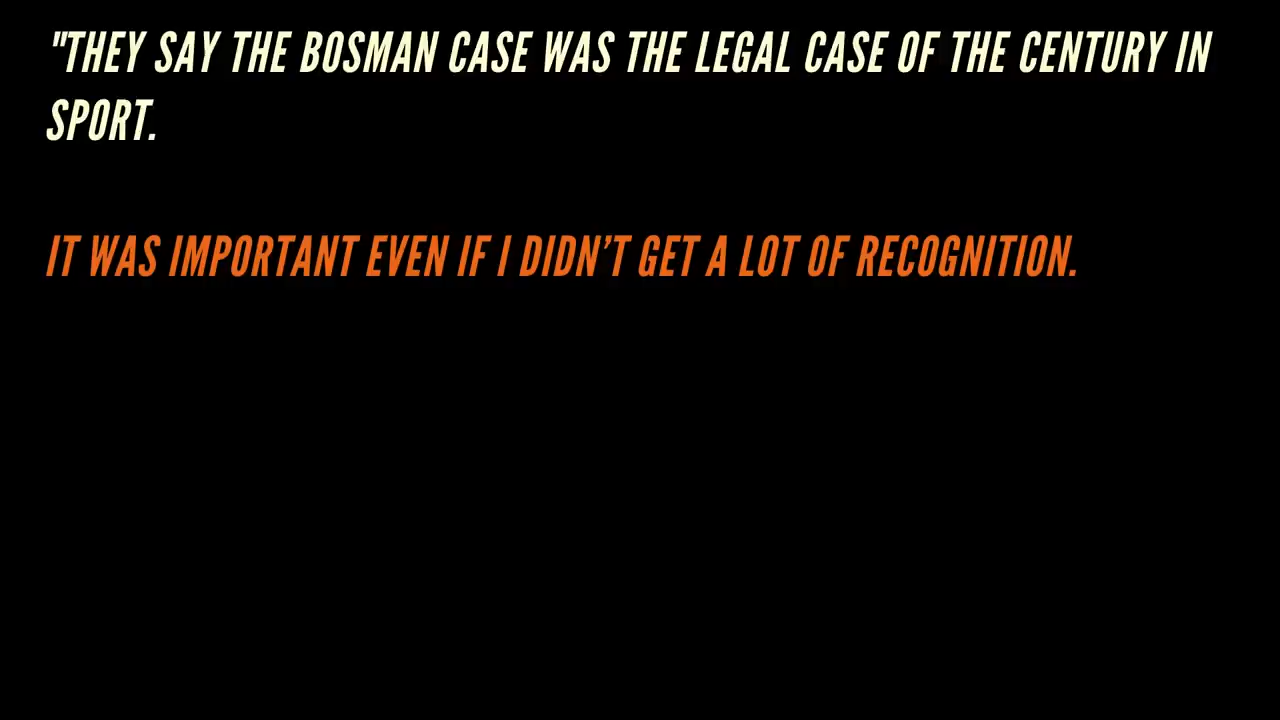 "THEY SAY THE BOSMAN CASE WAS THE LEGAL CASE OF THE CENTURY IN
SPORT.
IT WAS IMPORTANT EVEN IF I DIDN’T GET A LOT OF RECOGNITION.